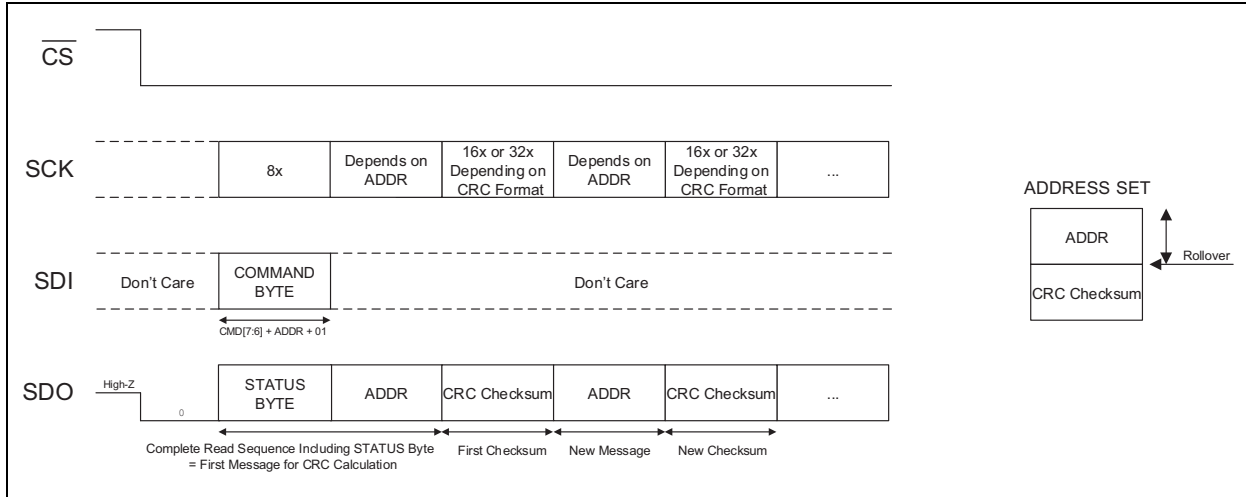 CS
SCK
8x
Depends on
ADDR
16x or 32x
Depending on
CRC Format
Depends on
ADDR
16x or 32x
Depending on
CRC Format
...
SDI
Don't Care
COMMAND
BYTE
Don't Care
CMD[7:6] + ADDR + 01
SDO
High-Z
0
STATUS
BYTE
ADDR
CRC Checksum
ADDR
CRC Checksum
...
Complete Read Sequence Including STATUS Byte
= First Message for CRC Calculation
First Checksum
New Message
New Checksum
ADDRESS SET
ADDR
Rollover
CRC Checksum